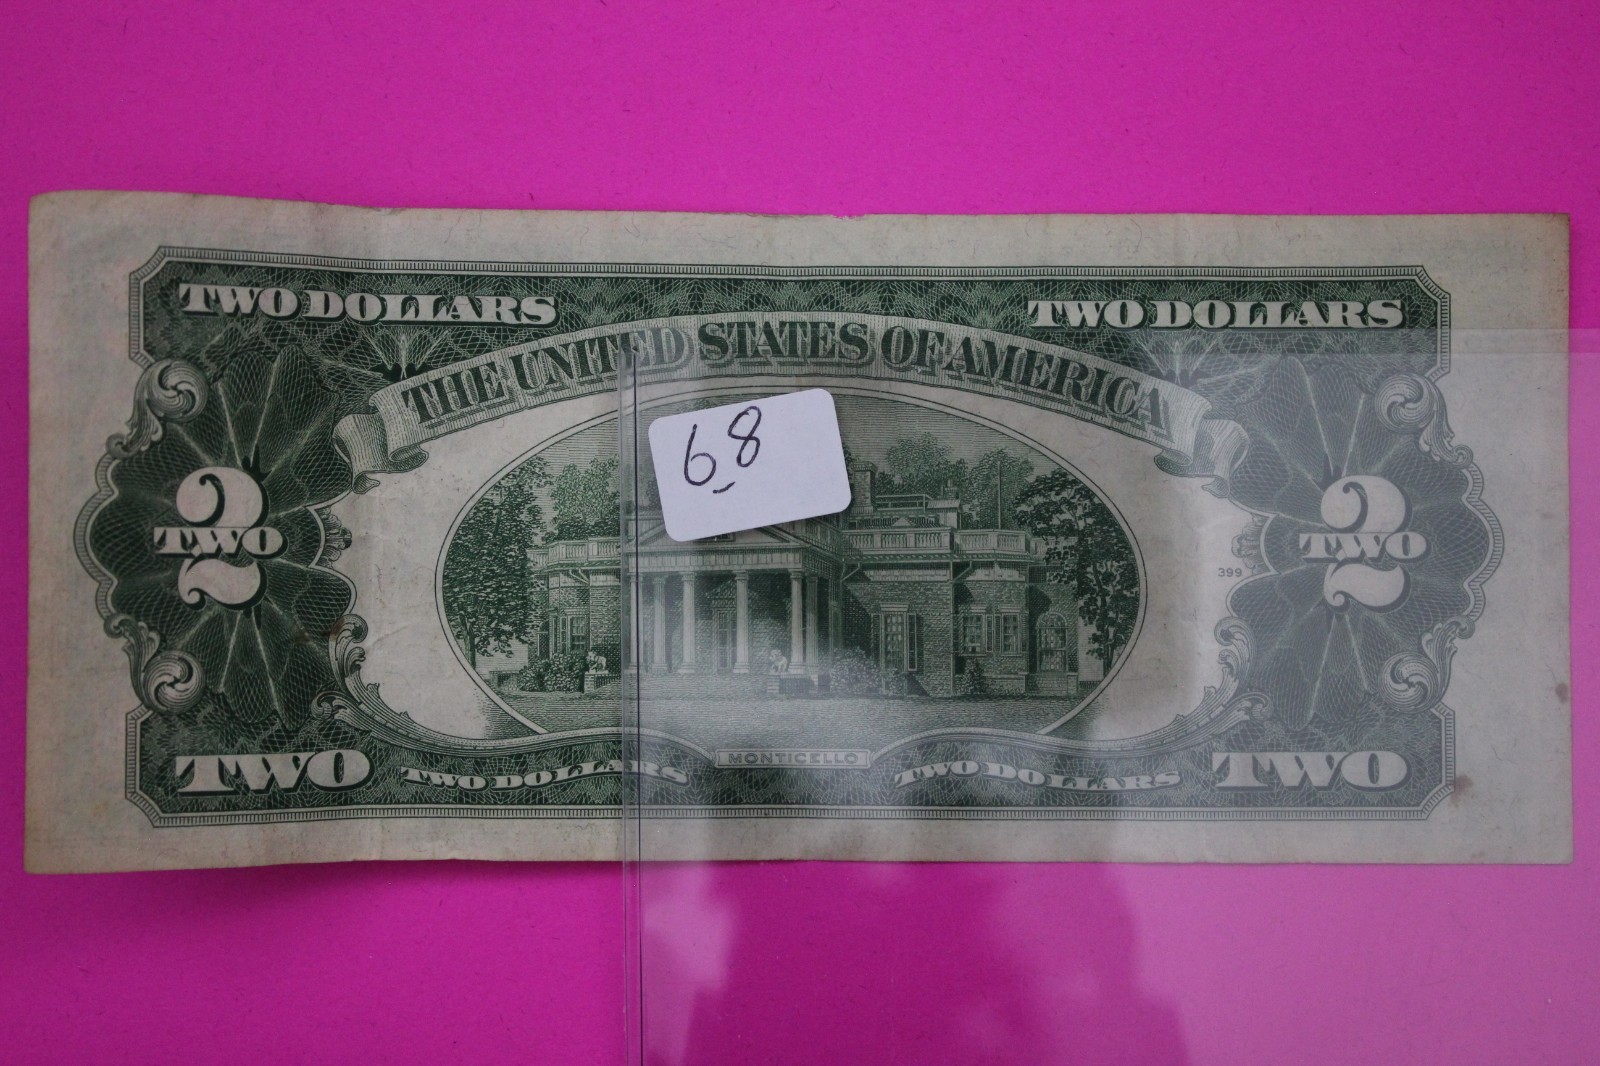 TWO DOLLARS TWO DOLLARS
THE UNITED STATES OF AMERICA
68
2 2
TWO TWO
399
MONTICELLO
TWO TWO DOLLARS TWO DOLLARS TWO